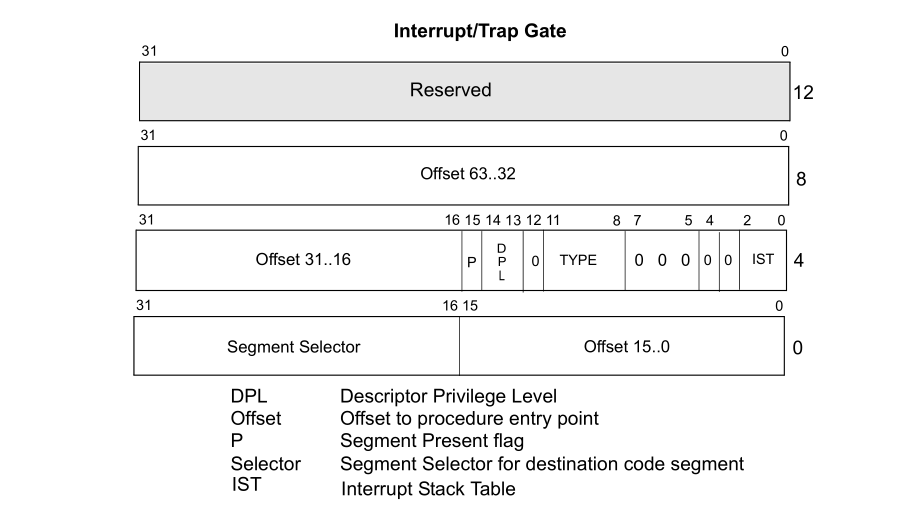 Interrupt/Trap Gate
31 0
Reserved 12
31 0
Offset 63..32 8
31 16 15 14 13 12 11 8 7 5 4 2 0
Offset 31..16 P DPL 0 TYPE 0 0 0 0 0 IST 4
31 16 15 0
Segment Selector Offset 15..0 0
DPL Descriptor Privilege Level
Offset Offset to procedure entry point
P Segment Present flag
Selector Segment Selector for destination code segment
IST Interrupt Stack Table